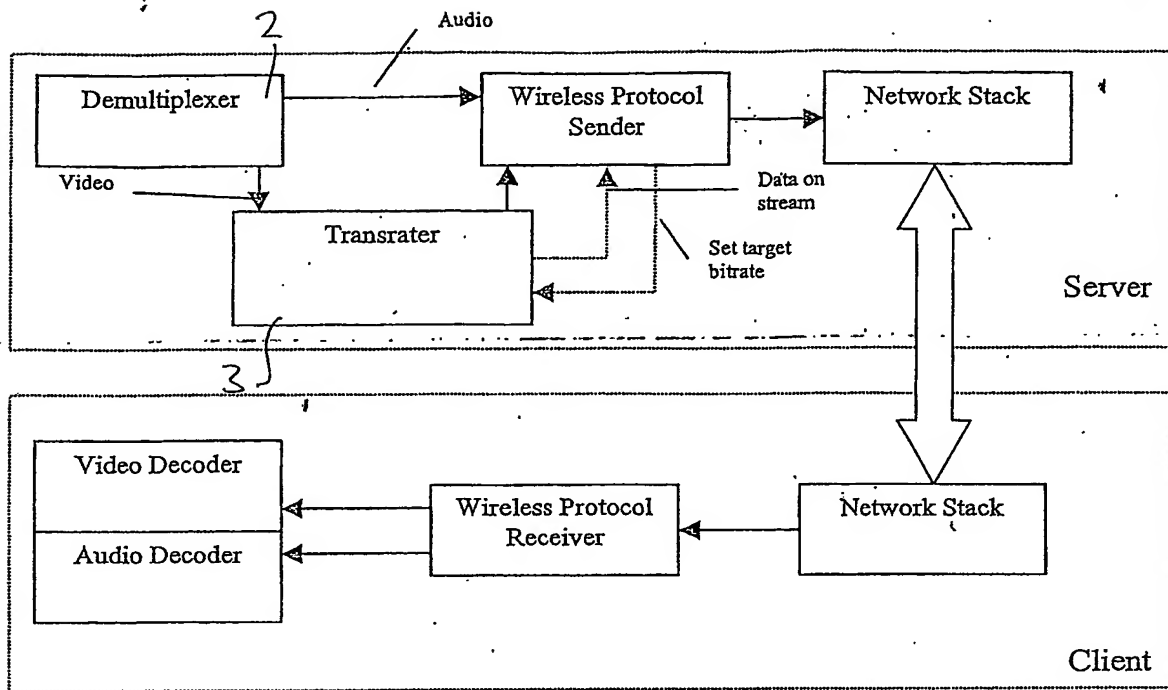 Audio
2
Demultiplexer
Wireless Protocol
Sender
Network Stack
Video
Data on
stream
Transrater
Set target
bitrate
Server
3
Video Decoder
Wireless Protocol
Receiver
Network Stack
Audio Decoder
Client